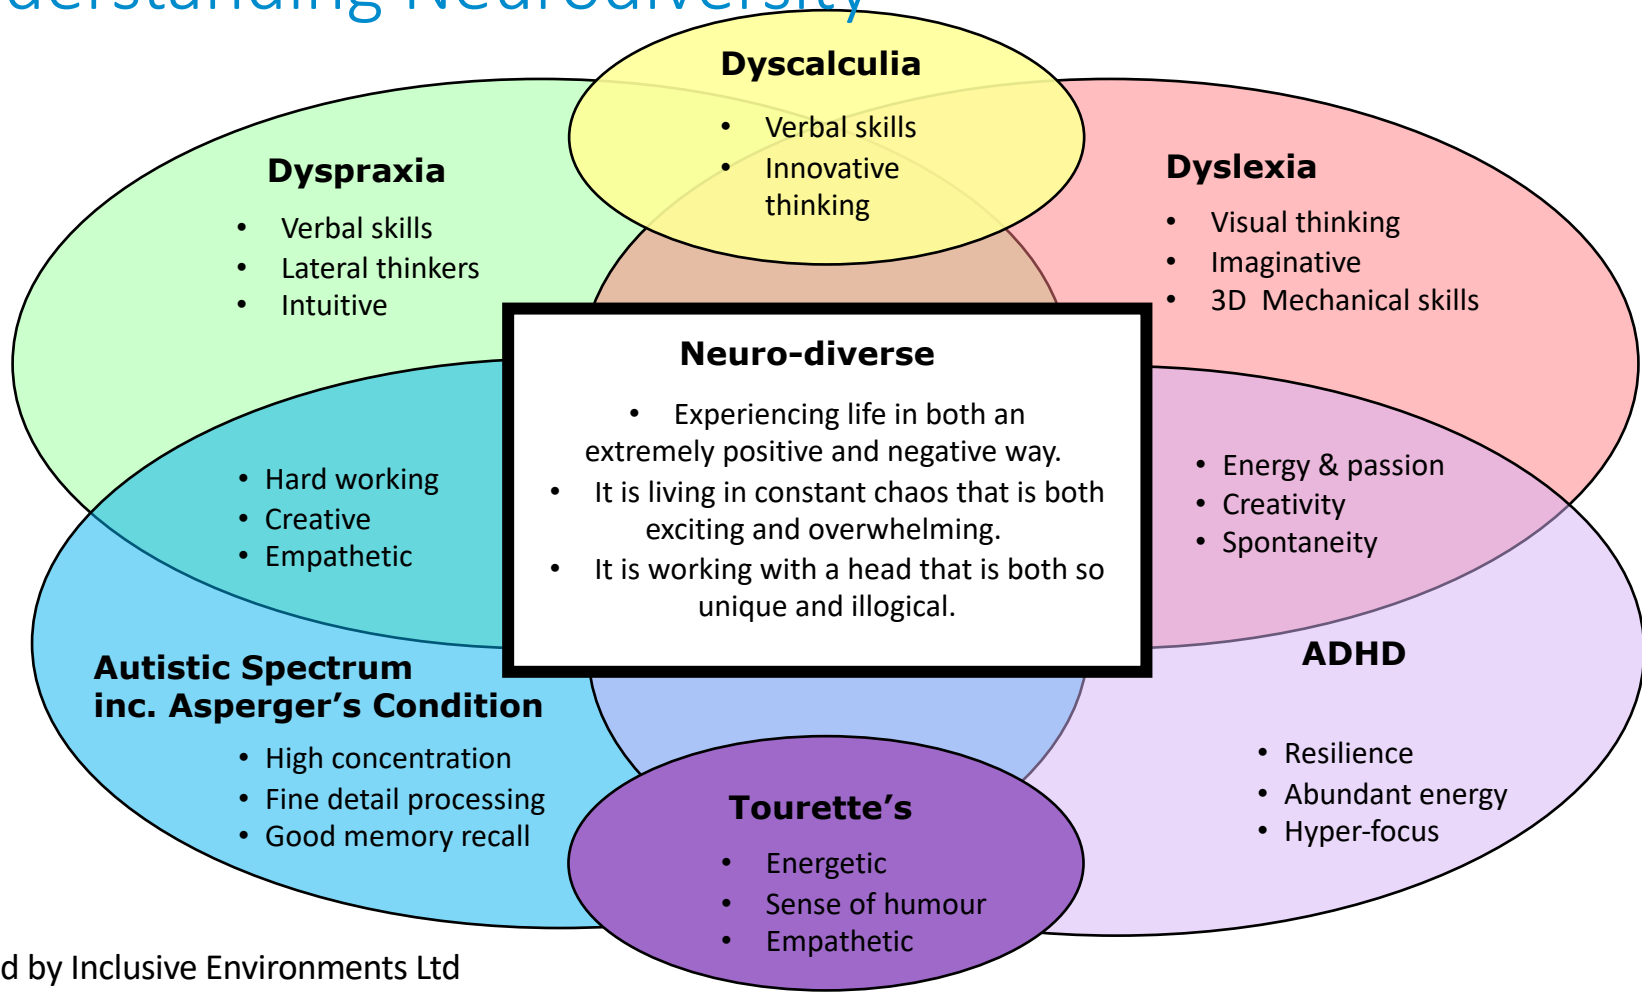 derstanding Neurodiversity
Dyscalculia
• Verbal skills
• Innovative
thinking
Dyspraxia
• Verbal skills
• Lateral thinkers
• Intuitive
Dyslexia
• Visual thinking
• Imaginative
• 3D Mechanical skills
Neuro-diverse
• Experiencing life in both an
extremely positive and negative way.
• It is living in constant chaos that is both
exciting and overwhelming.
• It is working with a head that is both so
unique and illogical.
• Hard working
• Creative
• Empathetic
• Energy & passion
• Creativity
• Spontaneity
Autistic Spectrum
inc. Asperger’s Condition
• High concentration
• Fine detail processing
• Good memory recall
ADHD
• Resilience
• Abundant energy
• Hyper-focus
Tourette’s
• Energetic
• Sense of humour
• Empathetic
d by Inclusive Environments Ltd